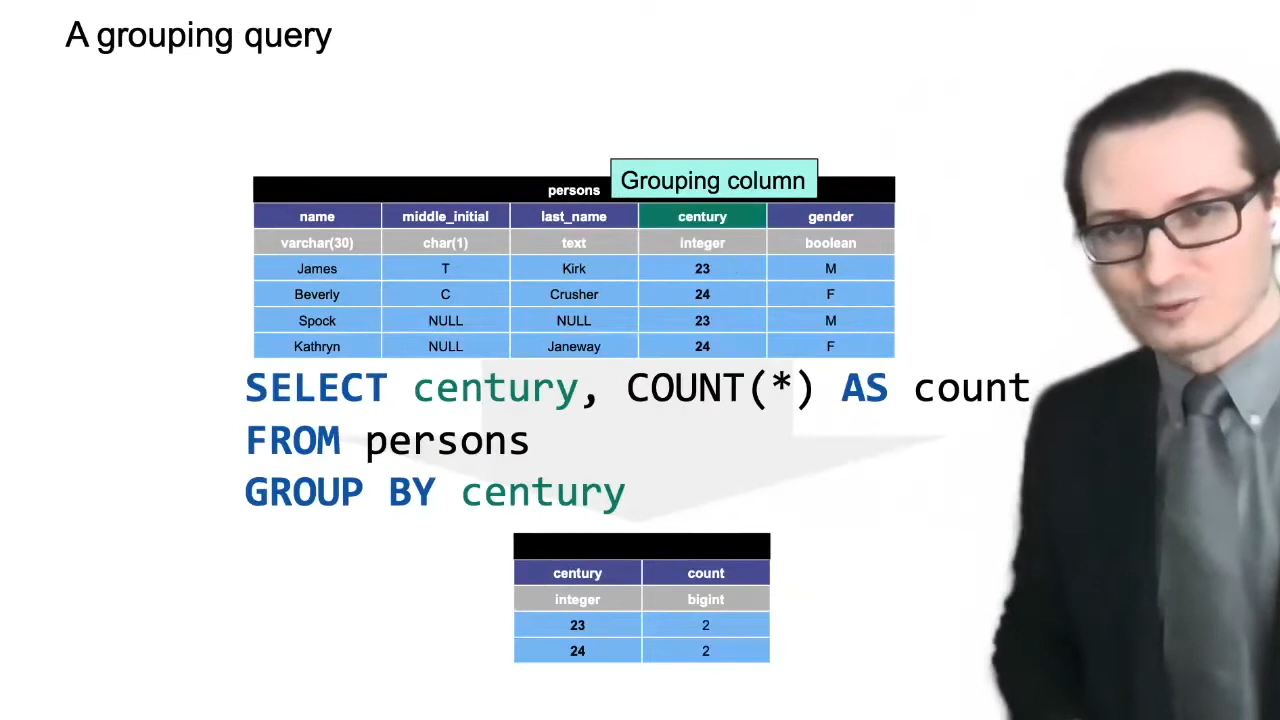 A grouping query
Grouping column
persons
name middle_initial last_name century gender
varchar(30) char(1) text integer boolean
James T Kirk 23 M
Beverly C Crusher 24 F
Spock NULL NULL 23 M
Kathryn NULL Janeway 24 F
SELECT century, COUNT(*) AS count
FROM persons
GROUP BY century
century count
integer bigint
23 2
24 2